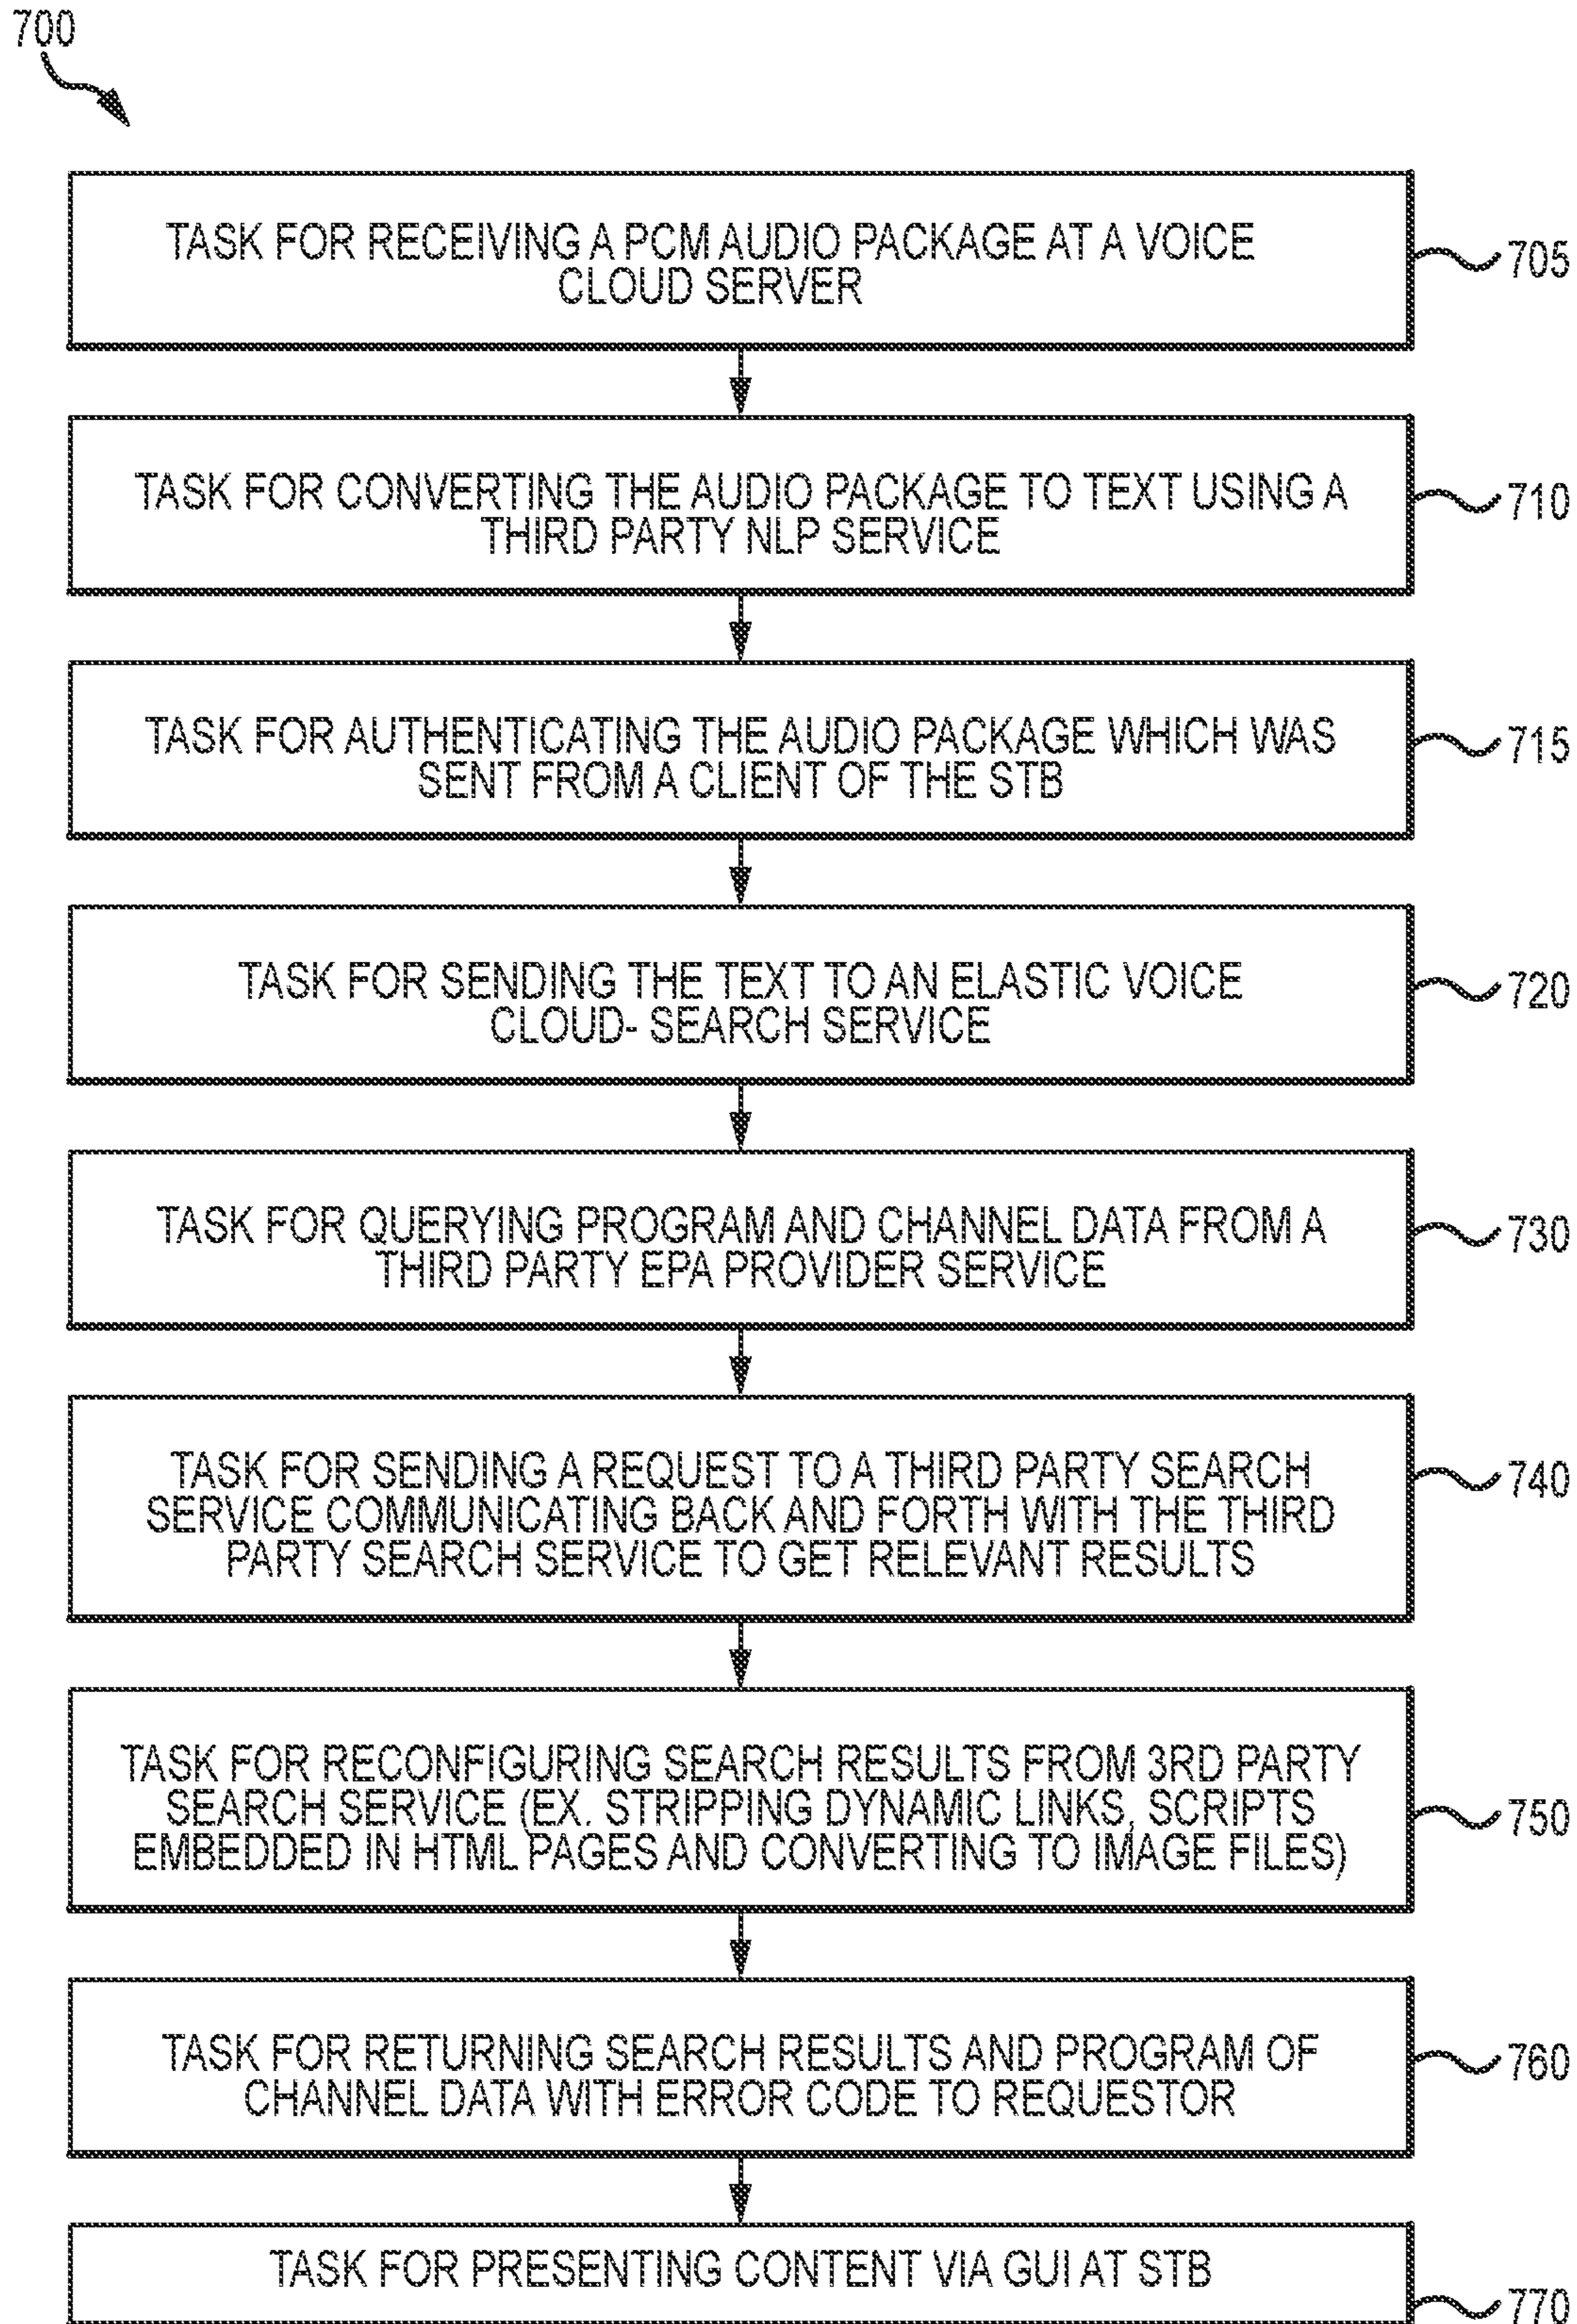 700
TASK FOR RECEIVING A PCM AUDIO PACKAGE AT A VOICE
CLOUD SERVER
705
TASK FOR CONVERTING THE AUDIO PACKAGE TO TEXT USING A
THIRD PARTY NLP SERVICE
710
TASK FOR AUTHENTICATING THE AUDIO PACKAGE WHICH WAS
SENT FROM A CLIENT OF THE STB
715
TASK FOR SENDING THE TEXT TO AN ELASTIC VOICE
CLOUD- SEARCH SERVICE
720
TASK FOR QUERYING PROGRAM AND CHANNEL DATA FROM A
THIRD PARTY EPA PROVIDER SERVICE
730
TASK FOR SENDING A REQUEST TO A THIRD PARTY SEARCH
SERVICE COMMUNICATING BACK AND FORTH WITH THE THIRD
PARTY SEARCH SERVICE TO GET RELEVANT RESULTS
740
TASK FOR RECONFIGURING SEARCH RESULTS FROM 3RD PARTY
SEARCH SERVICE (EX. STRIPPING DYNAMIC LINKS, SCRIPTS
EMBEDDED IN HTML PAGES AND CONVERTING TO IMAGE FILES)
750
TASK FOR RETURNING SEARCH RESULTS AND PROGRAM OF
CHANNEL DATA WITH ERROR CODE TO REQUESTOR
760
TASK FOR PRESENTING CONTENT VIA GUI AT STB
770